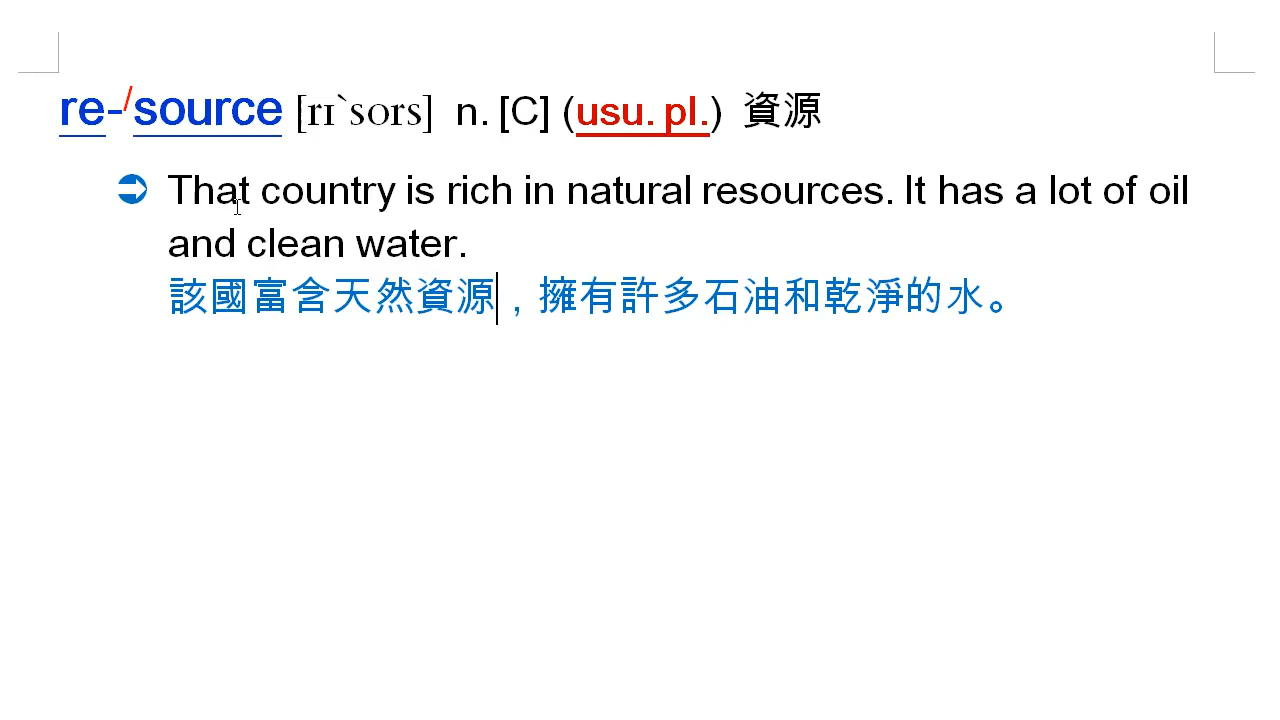 re-/source [rɪˋsors] n. [C] (usu. pl.) 資源
➲ That country is rich in natural resources. It has a lot of oil
and clean water.
該國富含天然資源，擁有許多石油和乾淨的水。